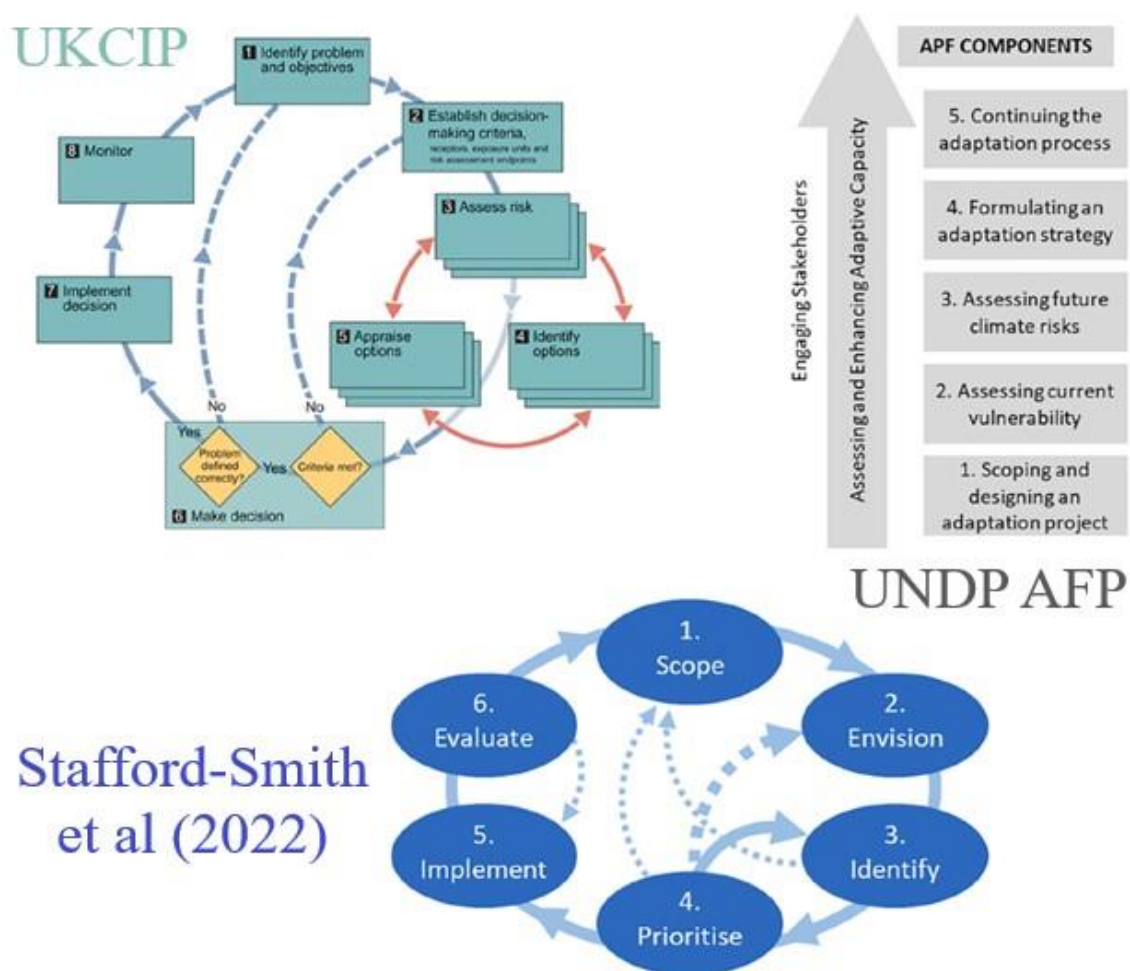 UKCIP
1 Identify problem
and objectives
2 Establish decision-
making criteria,
receptors, exposure units and
risk assessment endpoints
3 Assess risk
4 Identify
options
5 Appraise
options
No
No
Yes
Problem
defined
correctly?
Yes
Criteria met?
6 Make decision
7 Implement
decision
8 Monitor
Engaging Stakeholders
Assessing and Enhancing Adaptive Capacity
APF COMPONENTS
5. Continuing the
adaptation process
4. Formulating an
adaptation strategy
3. Assessing future
climate risks
2. Assessing current
vulnerability
1. Scoping and
designing an
adaptation project
UNDP AFP
Stafford-Smith
et al (2022)
1.
Scope
2.
Envision
3.
Identify
4.
Prioritise
5.
Implement
6.
Evaluate